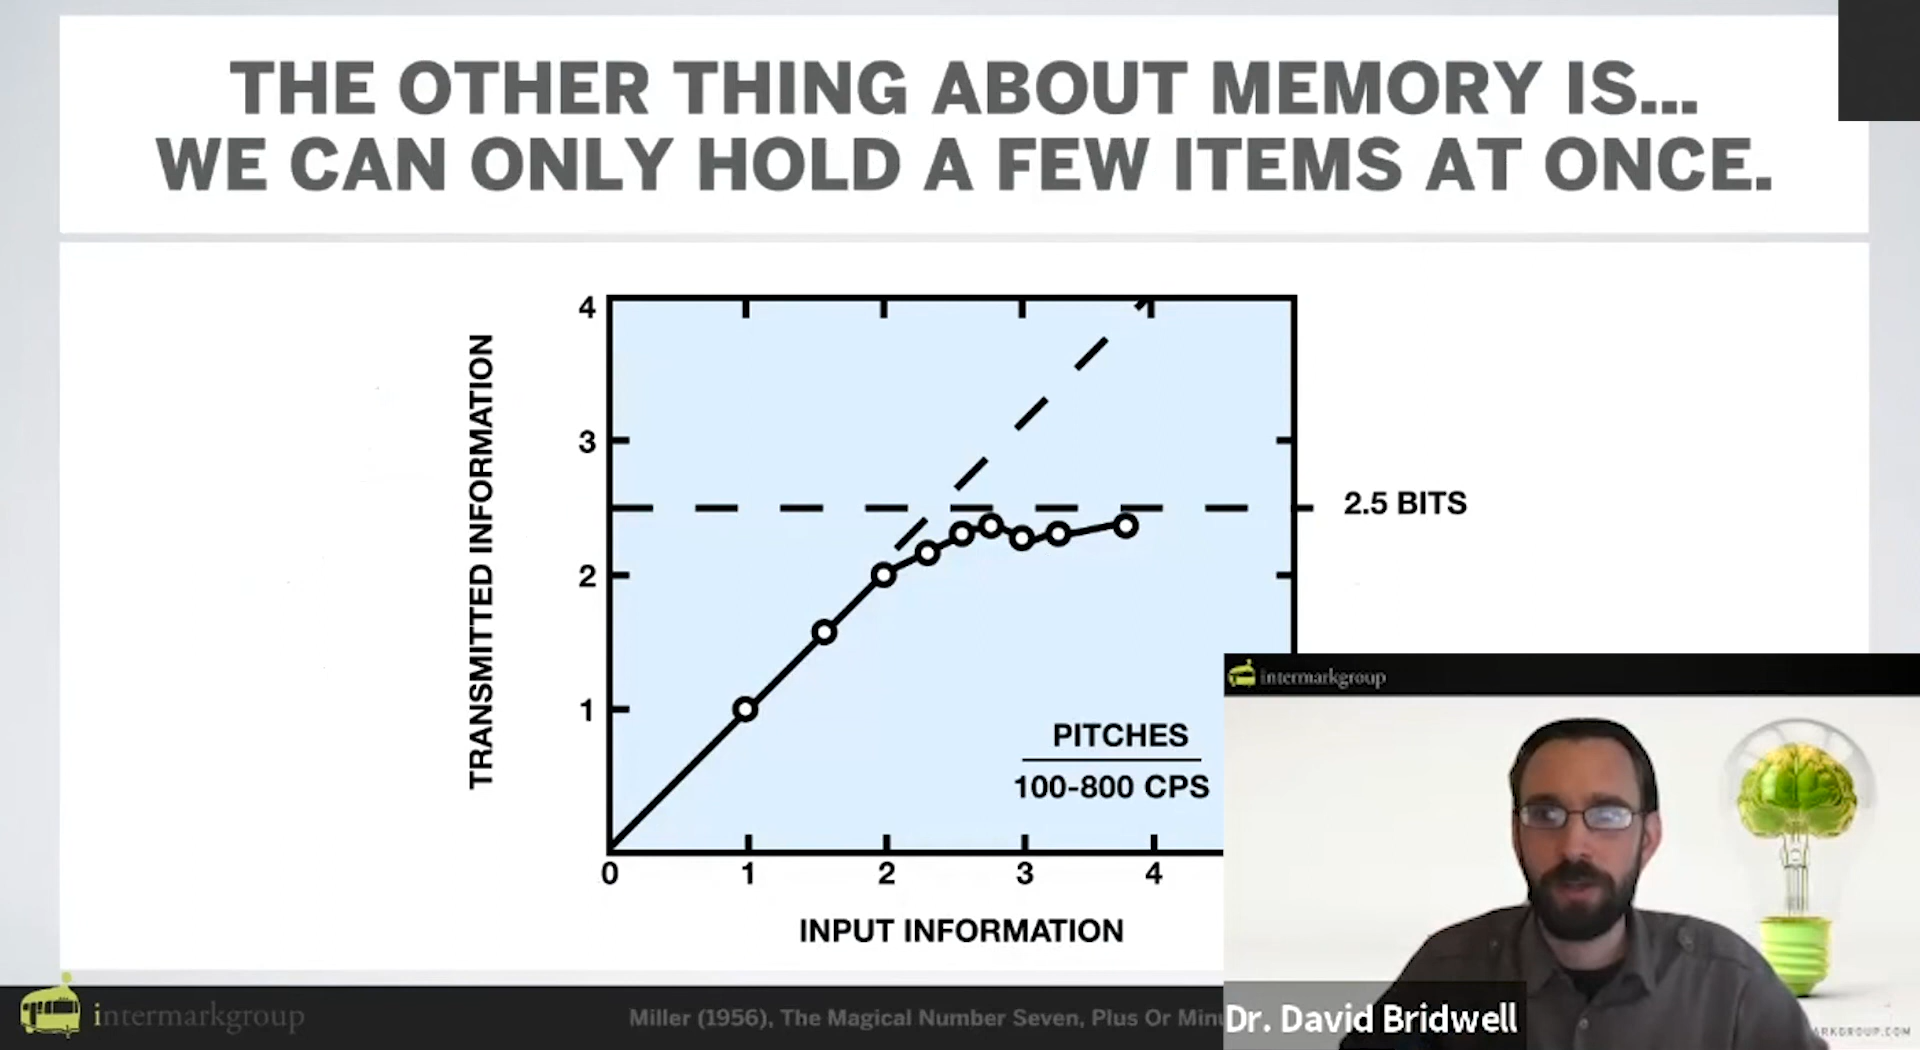 THE OTHER THING ABOUT MEMORY IS...
WE CAN ONLY HOLD A FEW ITEMS AT ONCE.
TRANSMITTED INFORMATION
4
3
2
1
2.5 BITS
PITCHES
100-800 CPS
0 1 2 3 4
INPUT INFORMATION
intermarkgroup
Dr. David Bridwell
intermarkgroup
Miller (1956), The Magical Number Seven, Plus Or